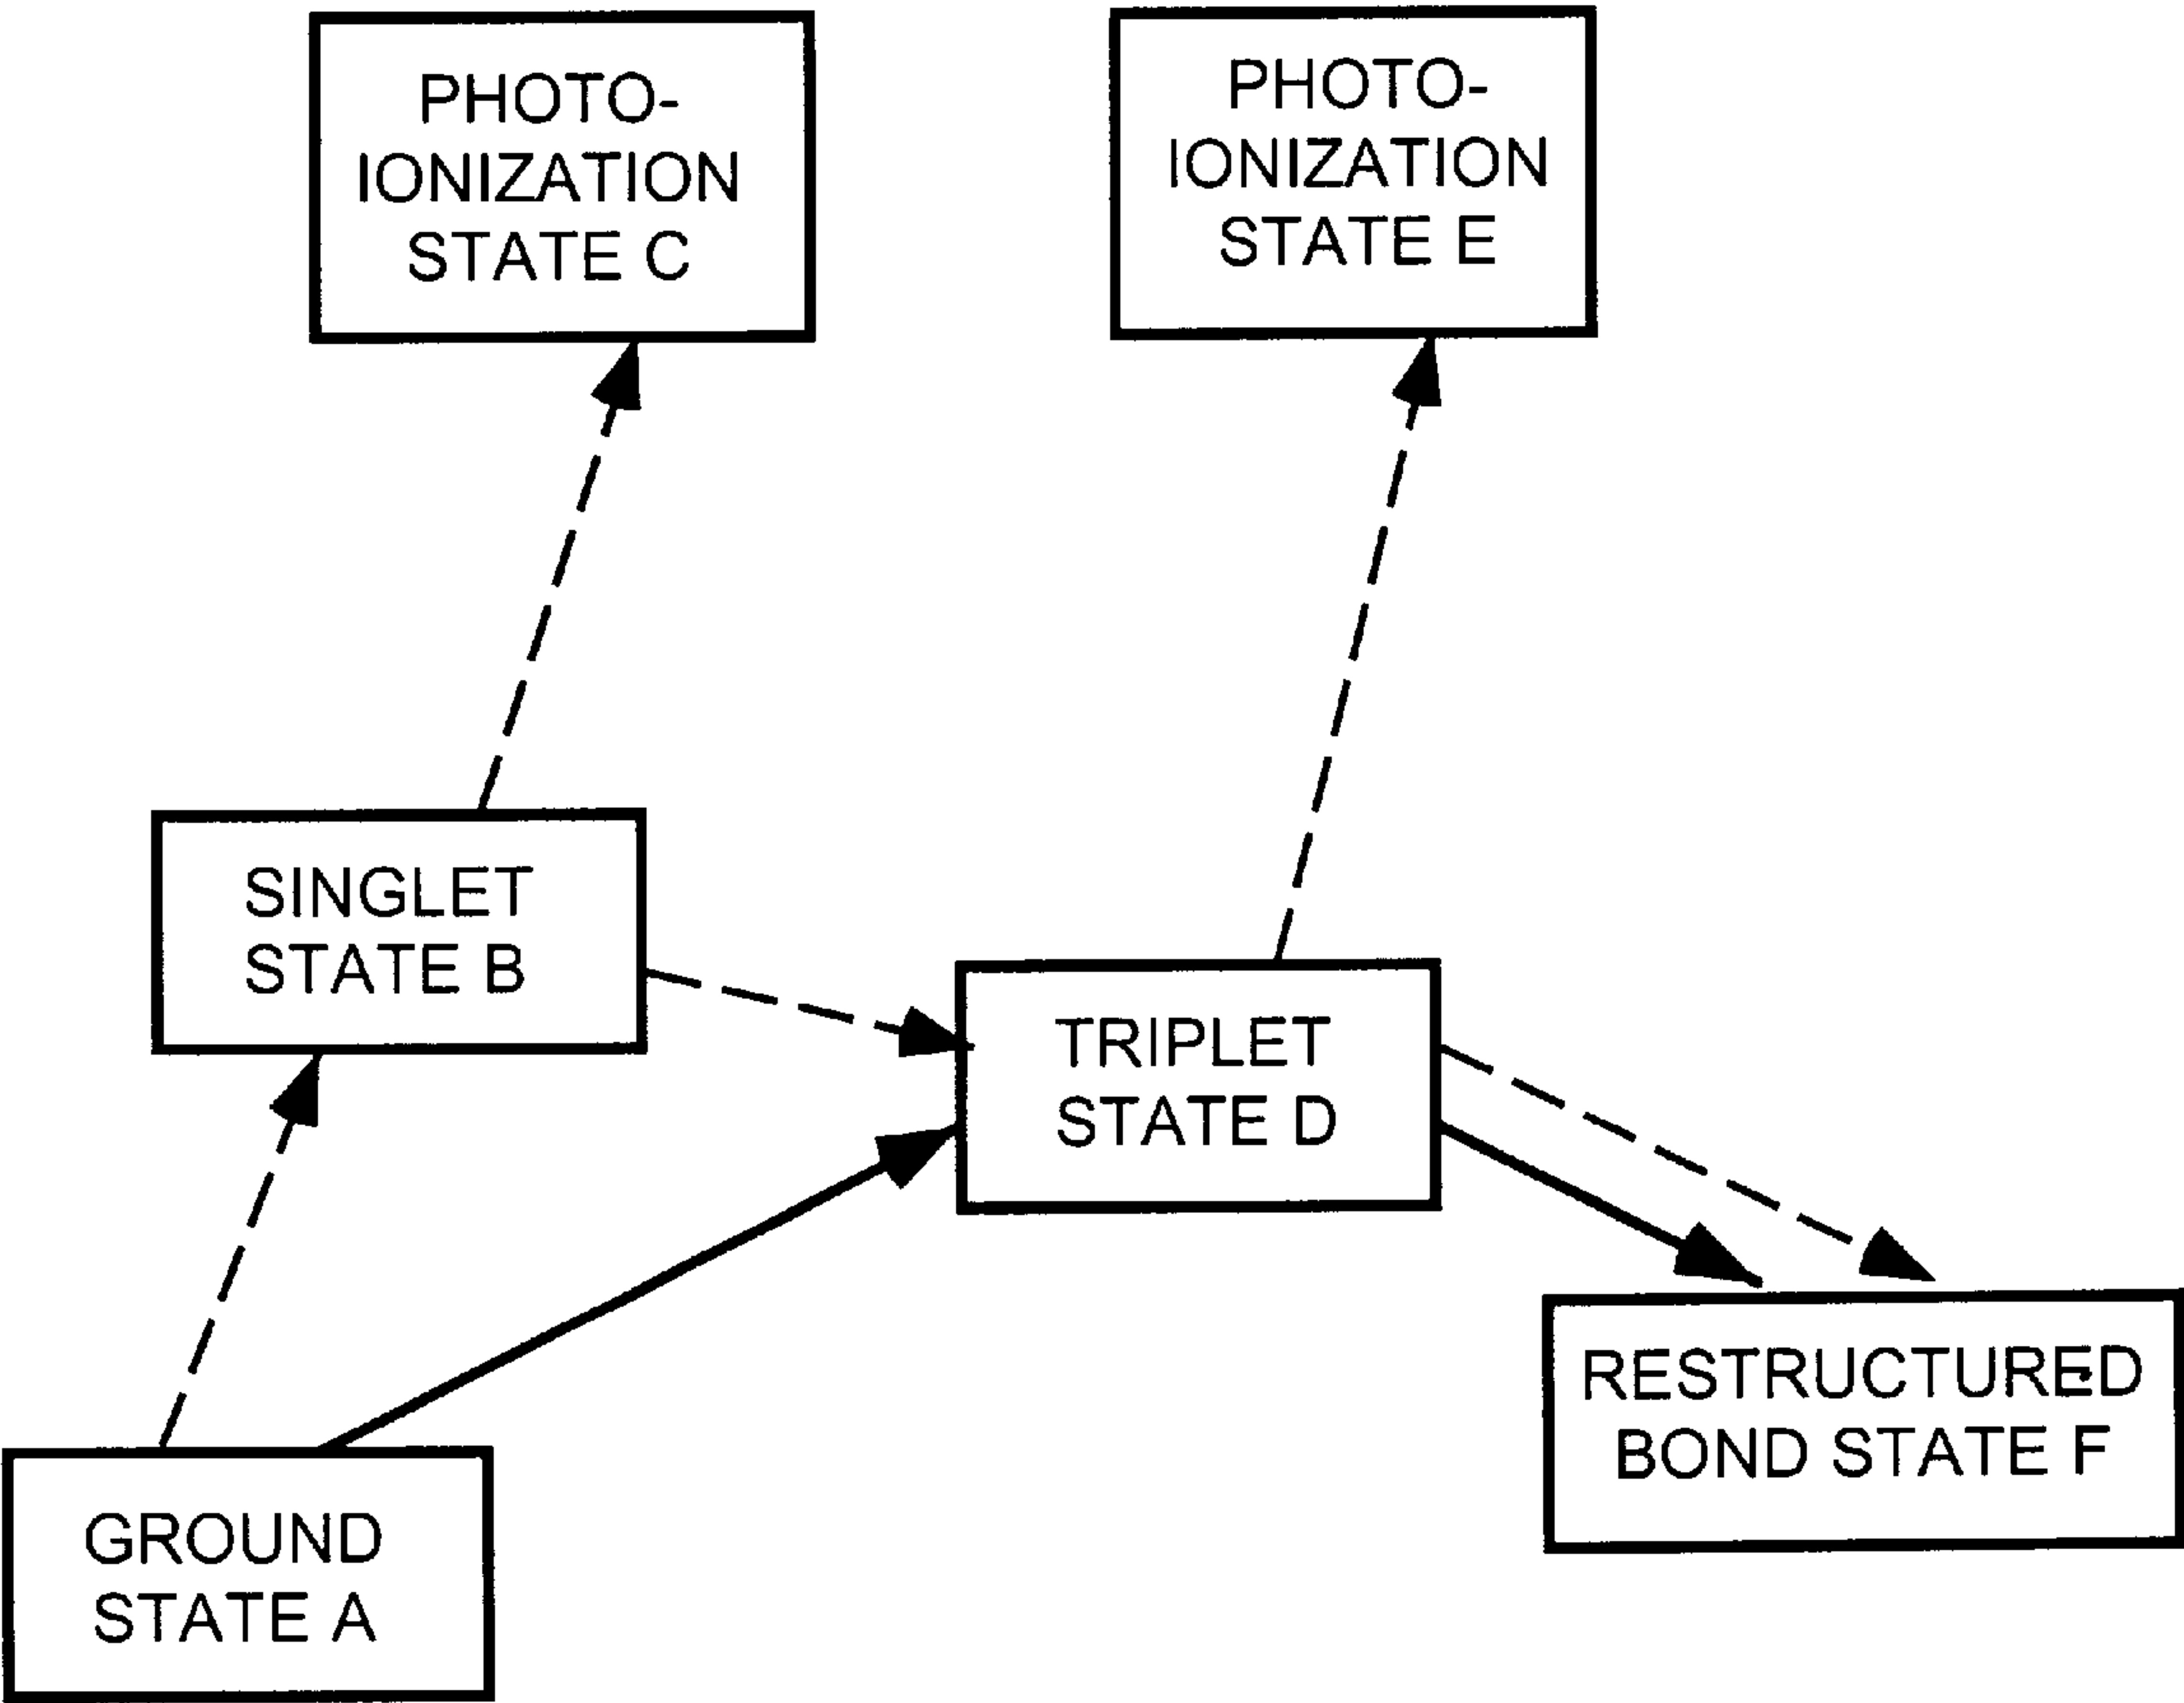 PHOTO-
IONIZATION
STATE C
PHOTO-
IONIZATION
STATE E
SINGLET
STATE B
TRIPLET
STATE D
RESTRUCTURED
BOND STATE F
GROUND
STATE A